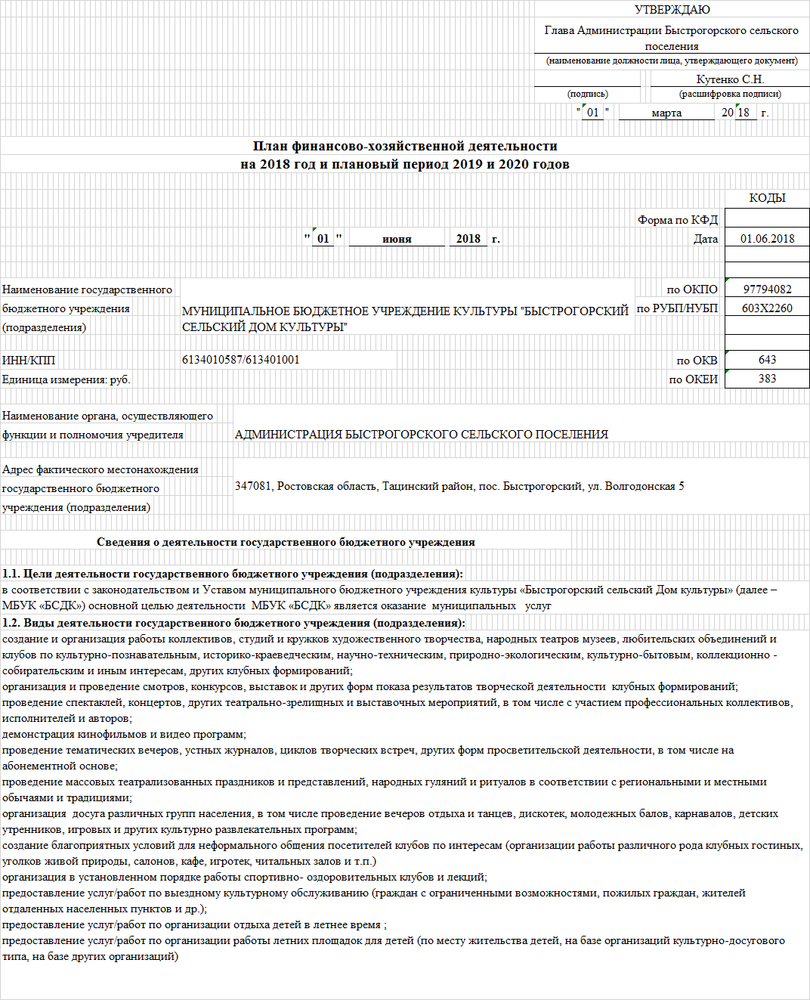 УТВЕРЖДАЮ
Глава Администрации Быстрогорского сельского
поселения
(наименование должности лица, утверждающего документ)
Кутенко С.Н.
(подпись) (расшифровка подписи)
" 01 " марта 20 18 г.
План финансово-хозяйственной деятельности
на 2018 год и плановый период 2019 и 2020 годов
КОДЫ
Форма по КФД
" 01 " июня 2018 г. Дата 01.06.2018
Наименование государственного по ОКПО 97794082
бюджетного учреждения по РУБП/НУБП 603X2260
(подразделения)
МУНИЦИПАЛЬНОЕ БЮДЖЕТНОЕ УЧРЕЖДЕНИЕ КУЛЬТУРЫ "БЫСТРОГОРСКИЙ
СЕЛЬСКИЙ ДОМ КУЛЬТУРЫ"
ИНН/КПП 6134010587/613401001 по ОКВ 643
Единица измерения: руб. по ОКЕИ 383
Наименование органа, осуществляющего
функции и полномочия учредителя АДМИНИСТРАЦИЯ БЫСТРОГОРСКОГО СЕЛЬСКОГО ПОСЕЛЕНИЯ
Адрес фактического местонахождения
государственного бюджетного
учреждения (подразделения)
347081, Ростовская область, Тацинский район, пос. Быстрогорский, ул. Волгодонская 5
Сведения о деятельности государственного бюджетного учреждения
1.1. Цели деятельности государственного бюджетного учреждения (подразделения):
в соответствии с законодательством и Уставом муниципального бюджетного учреждения культуры «Быстрогорский сельский Дом культуры» (далее –
МБУК «БСДК») основной целью деятельности  МБУК «БСДК» является оказание  муниципальных   услуг
1.2. Виды деятельности государственного бюджетного учреждения (подразделения):
создание и организация работы коллективов, студий и кружков художественного творчества, народных театров музеев, любительских объединений и
клубов по культурно-познавательным, историко-краеведческим, научно-техническим, природно-экологическим, культурно-бытовым, коллекционно -
собирательским и иным интересам, других клубных формирований;
организация и проведение смотров, конкурсов, выставок и других форм показа результатов творческой деятельности  клубных формирований;
проведение спектаклей, концертов, других театрально-зрелищных и выставочных мероприятий, в том числе с участием профессиональных коллективов,
исполнителей и авторов;
демонстрация кинофильмов и видео программ;
проведение тематических вечеров, устных журналов, циклов творческих встреч, других форм просветительской деятельности, в том числе на
абонементной основе;
проведение массовых театрализованных праздников и представлений, народных гуляний и ритуалов в соответствии с региональными и местными
обычаями и традициями;
организация  досуга различных групп населения, в том числе проведение вечеров отдыха и танцев, дискотек, молодежных балов, карнавалов, детских
утренников, игровых и других культурно развлекательных программ;
создание благоприятных условий для неформального общения посетителей клубов по интересам (организации работы различного рода клубных гостиных,
уголков живой природы, салонов, кафе, игротек, читальных залов и т.п.)
организация в установленном порядке работы спортивно- оздоровительных клубов и лекций;
предоставление услуг/работ по выездному культурному обслуживанию (граждан с ограниченными возможностями, пожилых граждан, жителей
отдаленных населенных пунктов и др.);
предоставление услуг/работ по организации отдыха детей в летнее время ;
предоставление услуг/работ по организации работы летних площадок для детей (по месту жительства детей, на базе организаций культурно-досугового
типа, на базе других организаций)